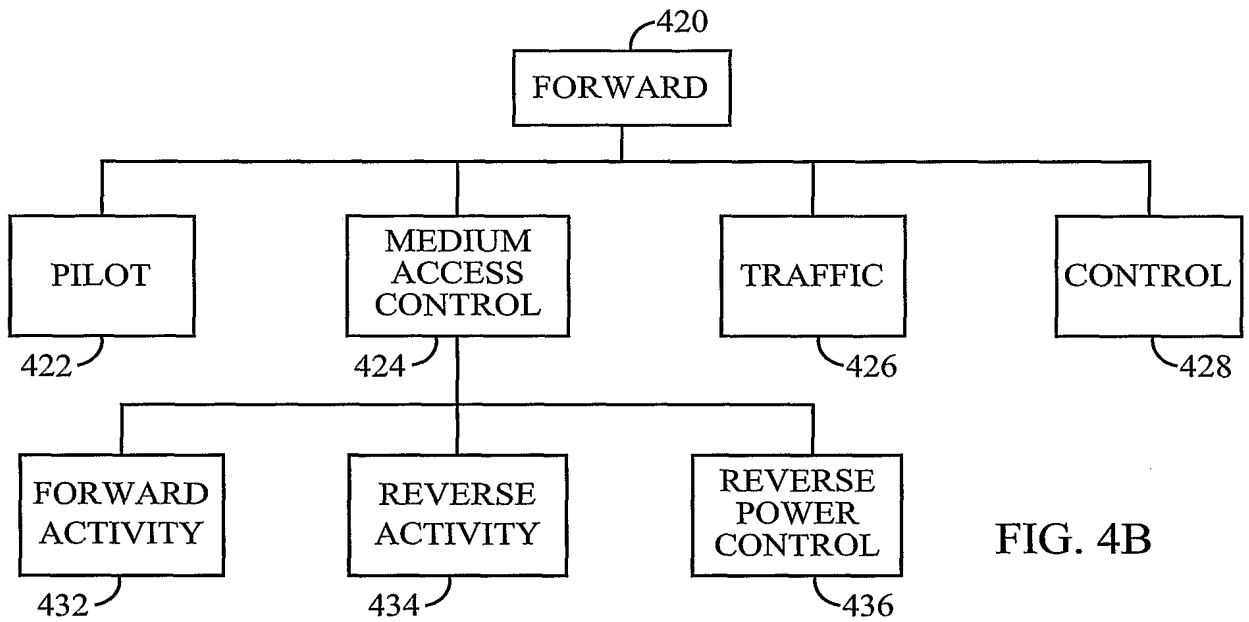 420
FORWARD
PILOT
MEDIUM
ACCESS
CONTROL
TRAFFIC
CONTROL
422
424
426
428
FORWARD
ACTIVITY
REVERSE
ACTIVITY
REVERSE
POWER
CONTROL
432
434
436
FIG. 4B